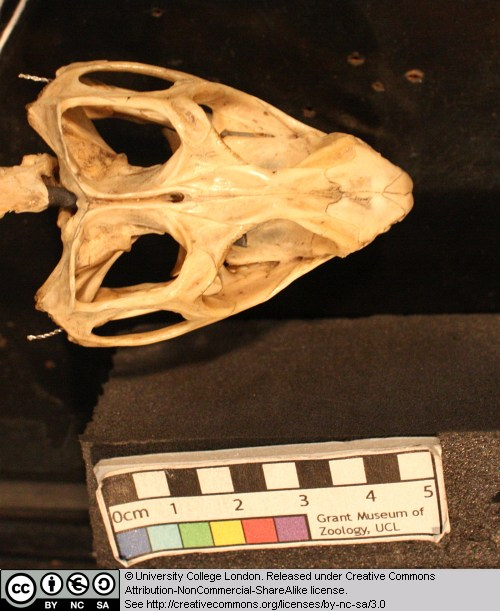 0cm 1 2 3 4 5
Grant Museum of
Zoology, UCL
cc BY NC SA
© University College London. Released under Creative Commons
Attribution-NonCommercial-ShareAlike license.
See http://creativecommons.org/licenses/by-nc-sa/3.0